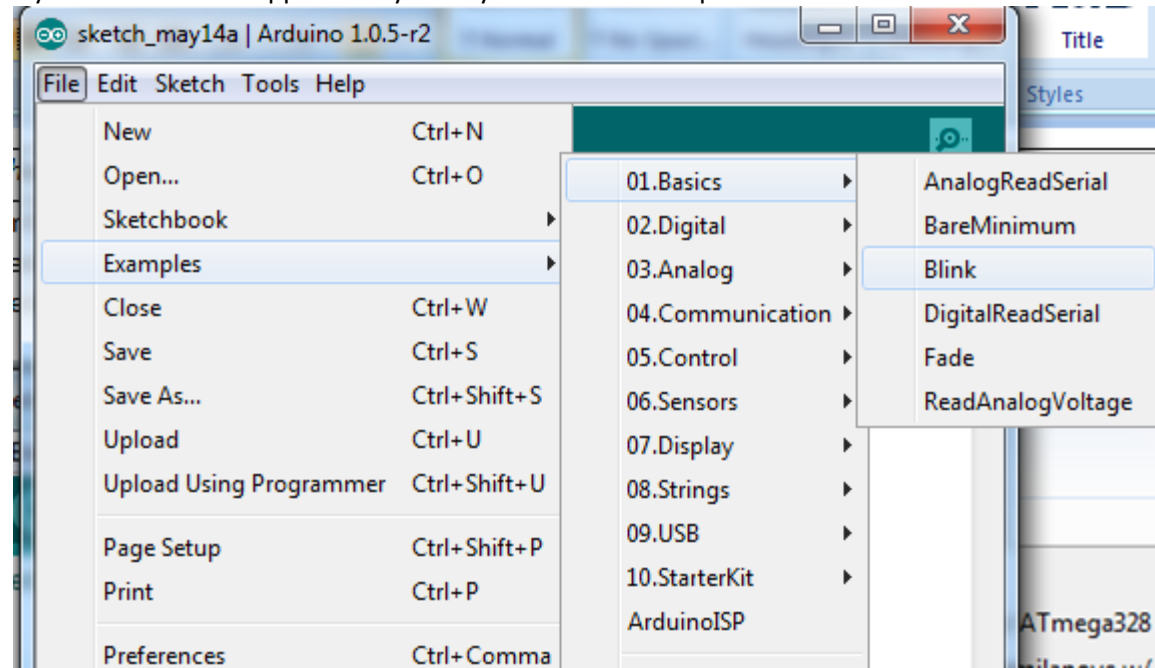 sketch_may14a | Arduino 1.0.5-r2
Title
File Edit Sketch Tools Help
Styles
New Ctrl+N
Open... Ctrl+O
Sketchbook
Examples
Close Ctrl+W
Save Ctrl+S
Save As... Ctrl+Shift+S
Upload Ctrl+U
Upload Using Programmer Ctrl+Shift+U
Page Setup Ctrl+Shift+P
Print Ctrl+P
Preferences Ctrl+Comma
01.Basics
02.Digital
03.Analog
04.Communication
05.Control
06.Sensors
07.Display
08.Strings
09.USB
10.StarterKit
ArduinoISP
AnalogReadSerial
BareMinimum
Blink
DigitalReadSerial
Fade
ReadAnalogVoltage
ATmega328